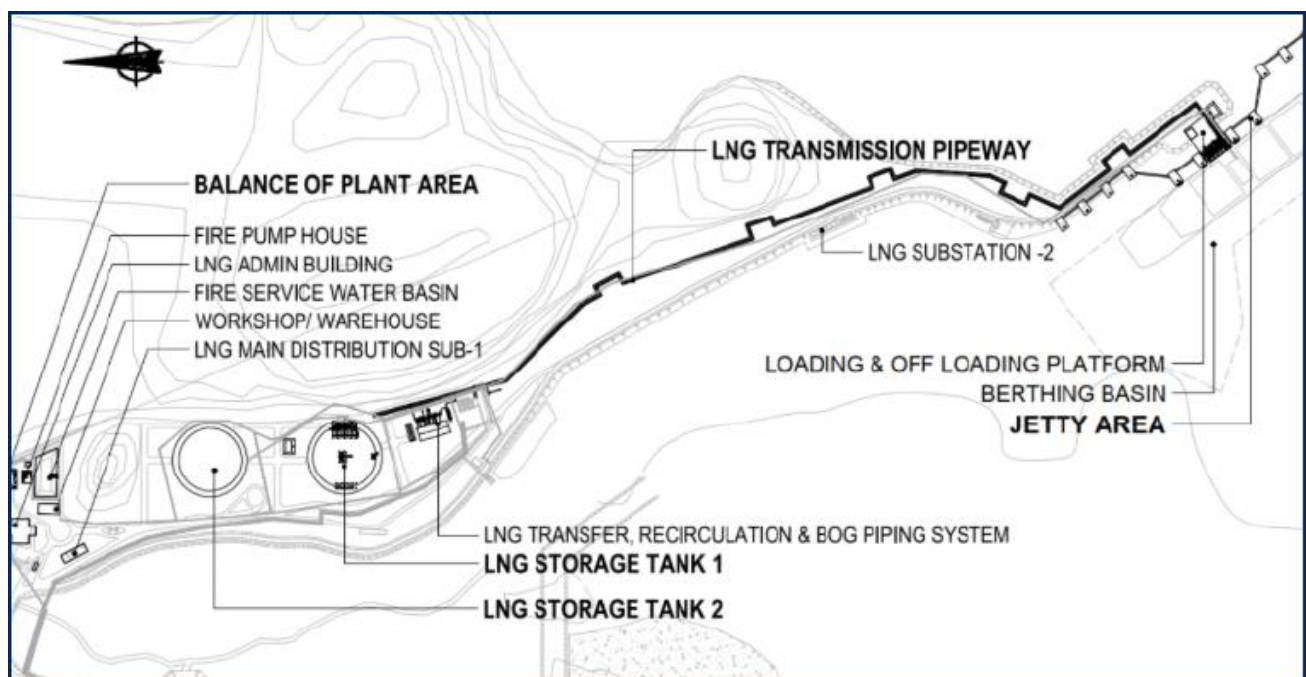 LNG TRANSMISSION PIPEWAY
BALANCE OF PLANT AREA
FIRE PUMP HOUSE
LNG ADMIN BUILDING
FIRE SERVICE WATER BASIN
WORKSHOP/ WAREHOUSE
LNG MAIN DISTRIBUTION SUB-1
LNG SUBSTATION -2
LOADING & OFF LOADING PLATFORM
BERTHING BASIN
JETTY AREA
LNG TRANSFER, RECIRCULATION & BOG PIPING SYSTEM
LNG STORAGE TANK 1
LNG STORAGE TANK 2